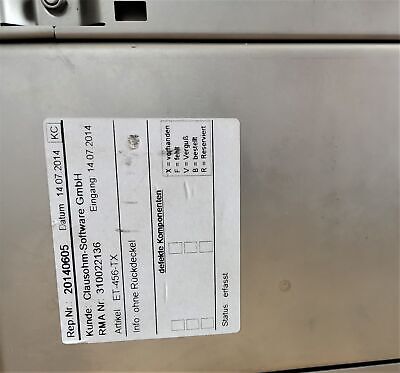 Rep.Nr.: 20140605 Datum 14.07.2014 KC
Kunde: Clausohm-Software GmbH
RMA Nr: 310022136 Eingang 14.07.2014
Artikel: ET-456-TX
Info: ohne Rückdeckel
defekte Komponenten
X = vorhanden
F = fehlt
V = Verguß
B = bestellt
R = Reserviert
Status: erfasst